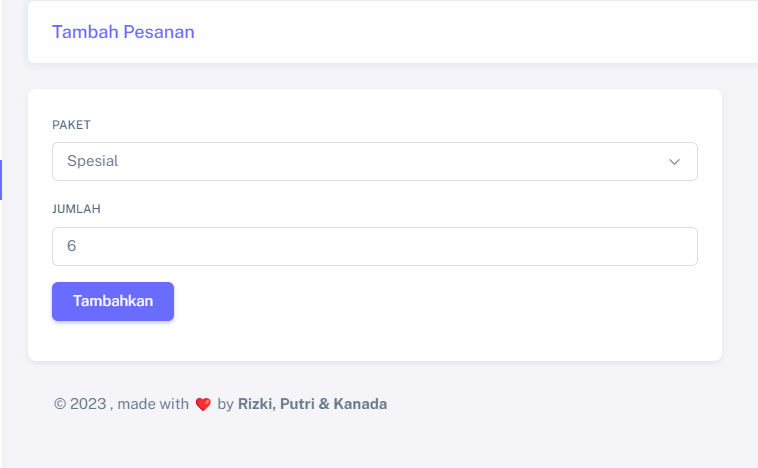 Tambah Pesanan
PAKET
Spesial
JUMLAH
6
Tambahkan
© 2023 , made with ❤️ by Rizki, Putri & Kanada